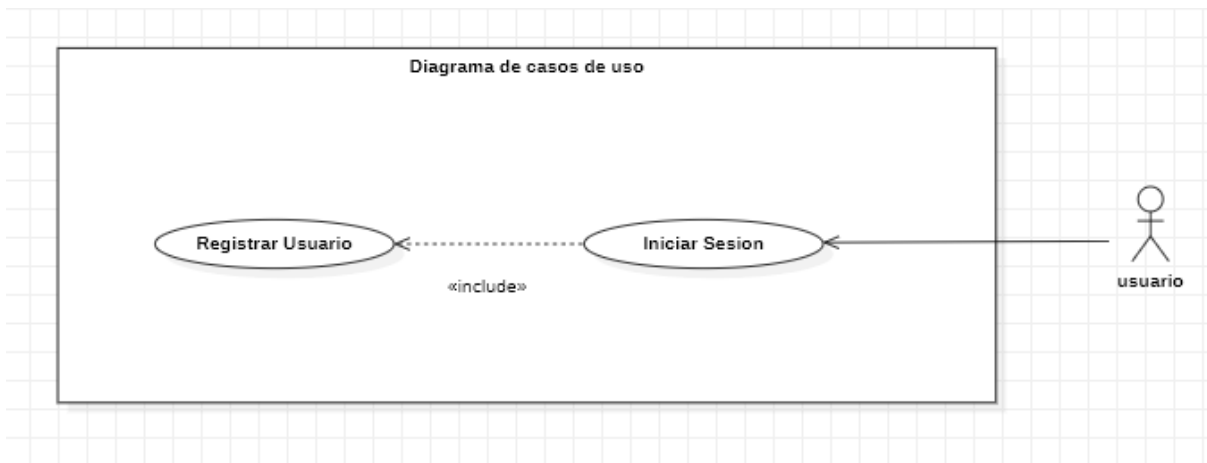 Diagrama de casos de uso
Registrar Usuario
Iniciar Sesion
«include»
usuario